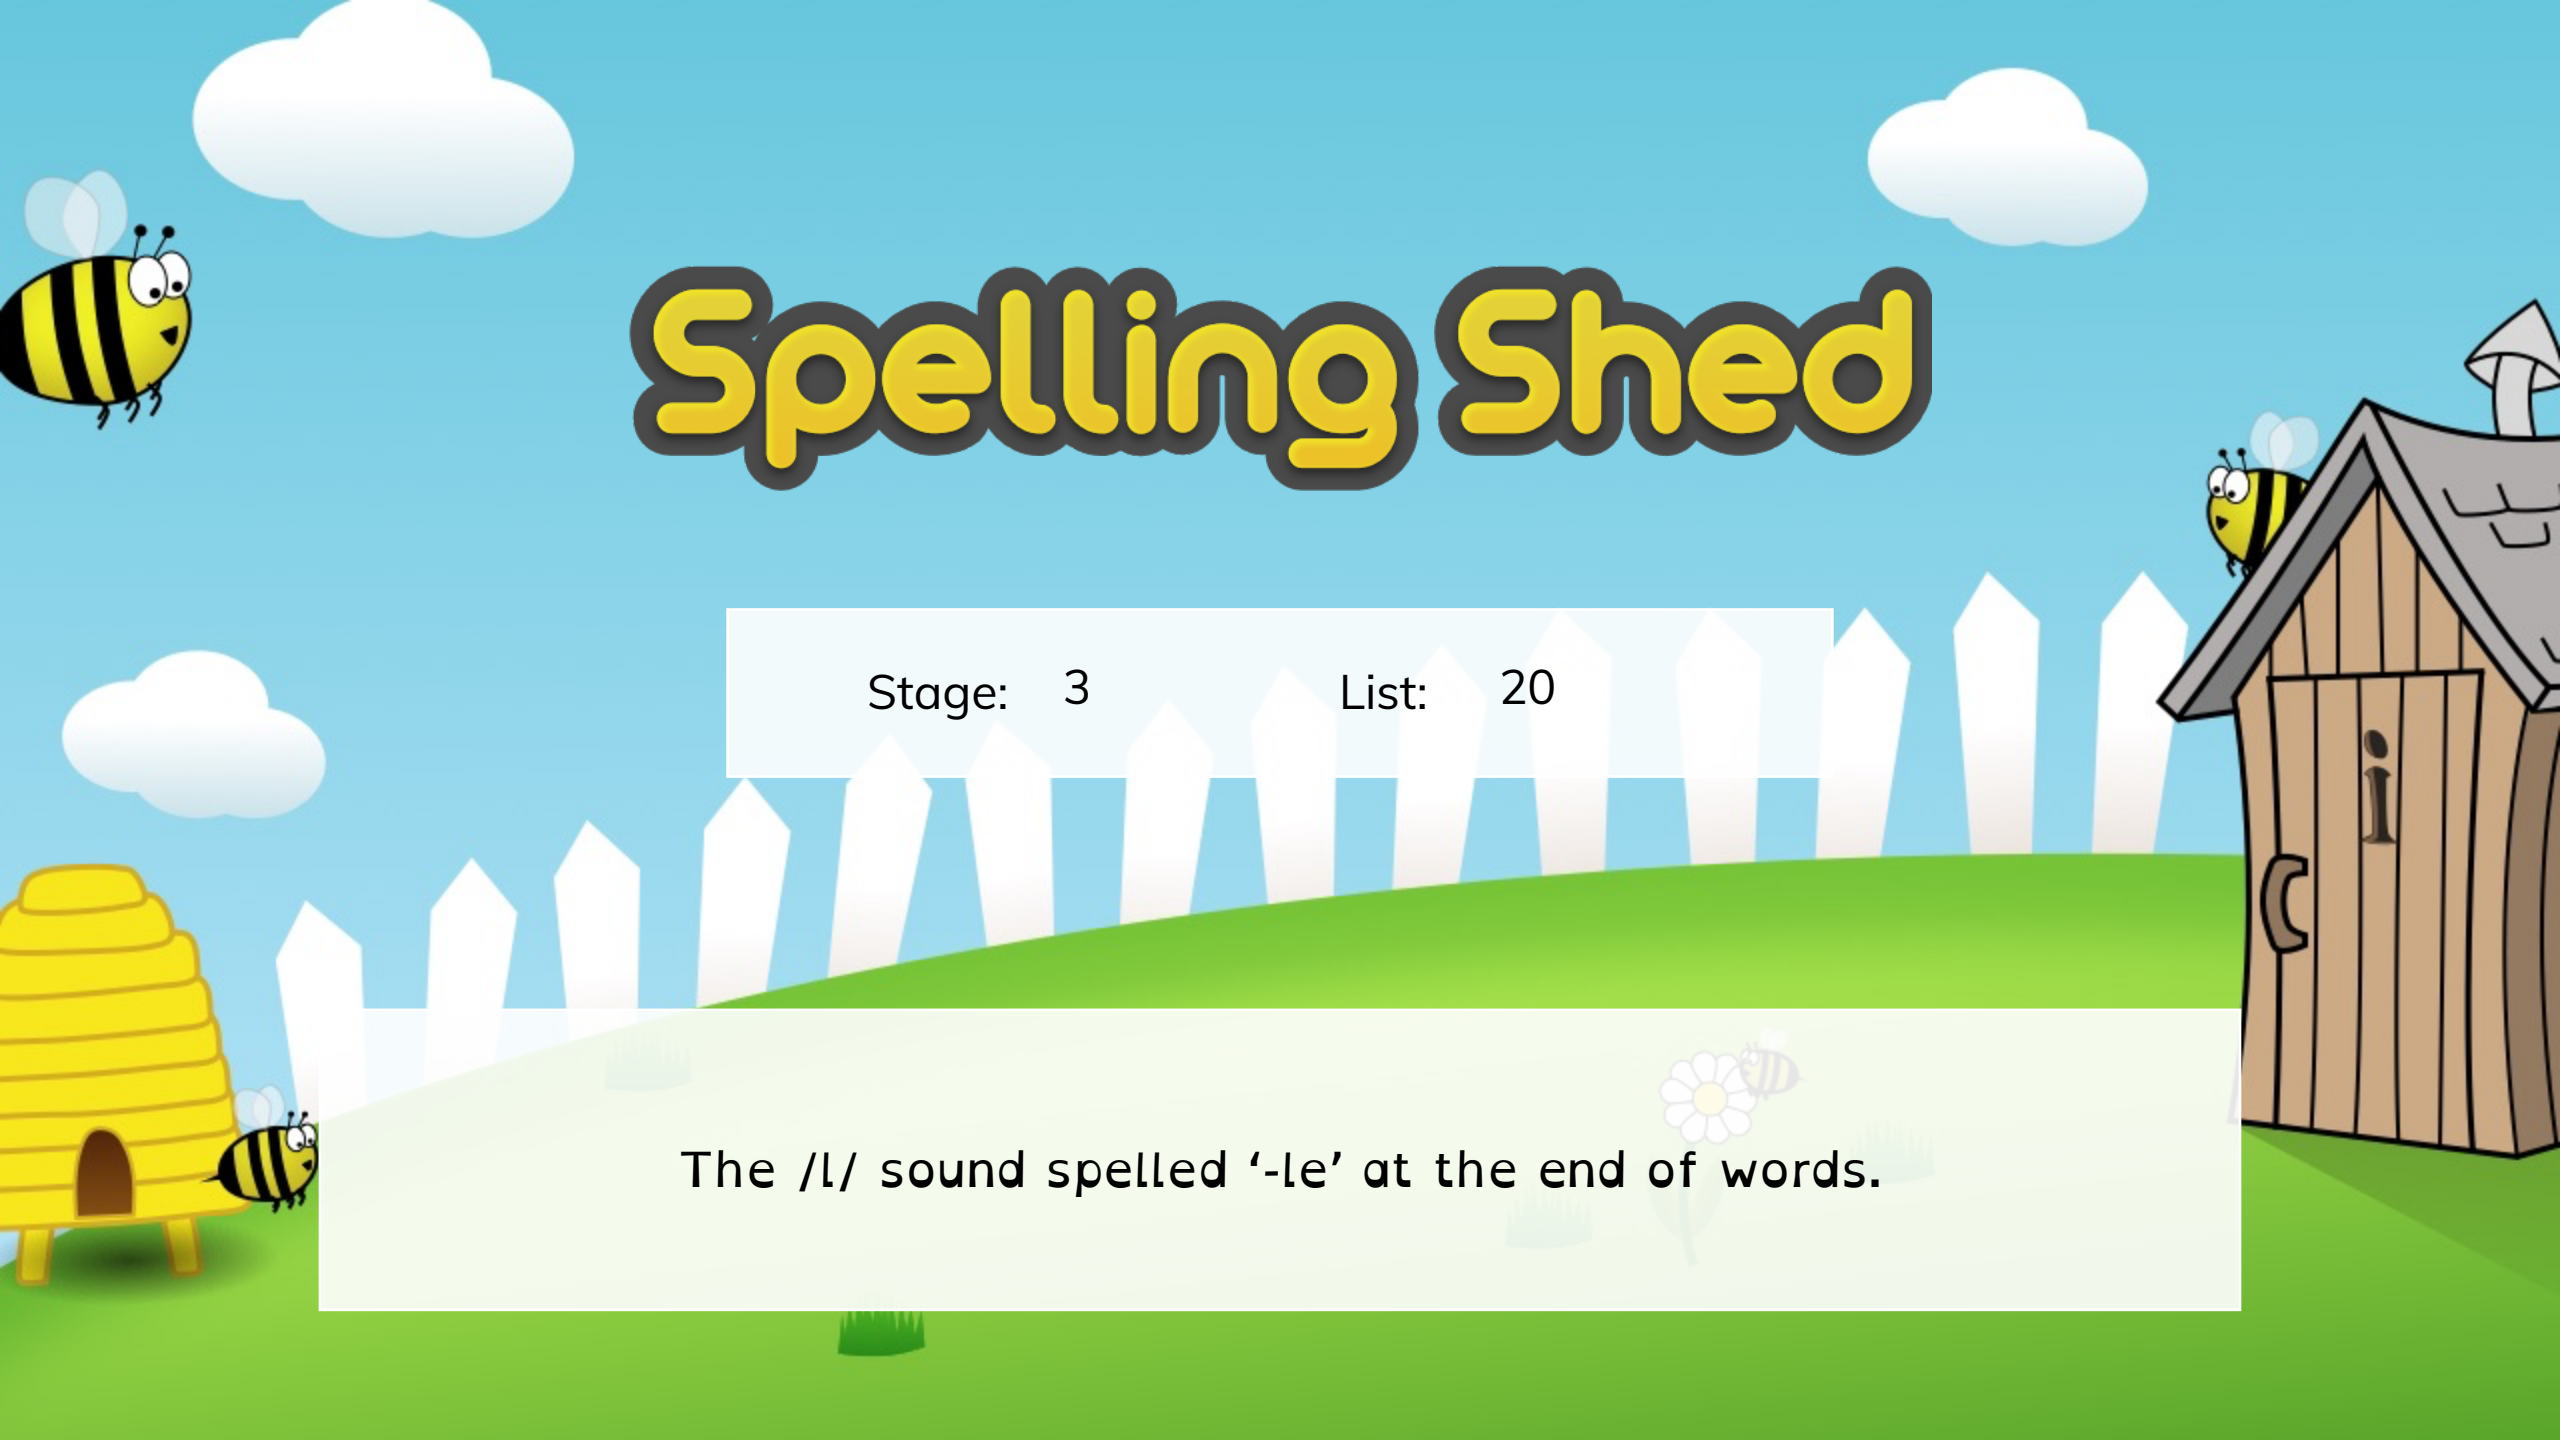 Spelling Shed
Stage: 3 List: 20
i
The /l/ sound spelled ‘-le’ at the end of words.